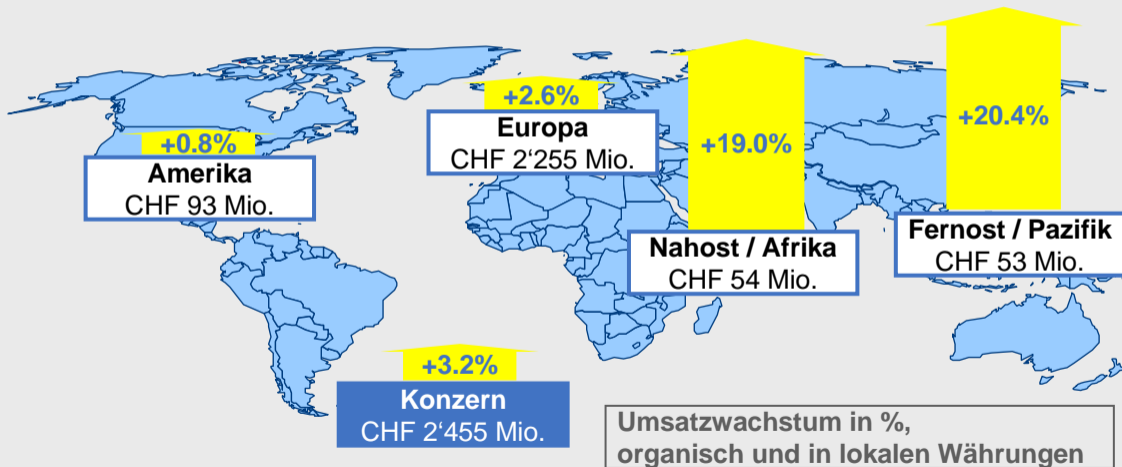 +0.8%
Amerika
CHF 93 Mio.
+2.6%
Europa
CHF 2‘255 Mio.
+19.0%
Nahost / Afrika
CHF 54 Mio.
+20.4%
Fernost / Pazifik
CHF 53 Mio.
+3.2%
Konzern
CHF 2‘455 Mio.
Umsatzwachstum in %,
organisch und in lokalen Währungen